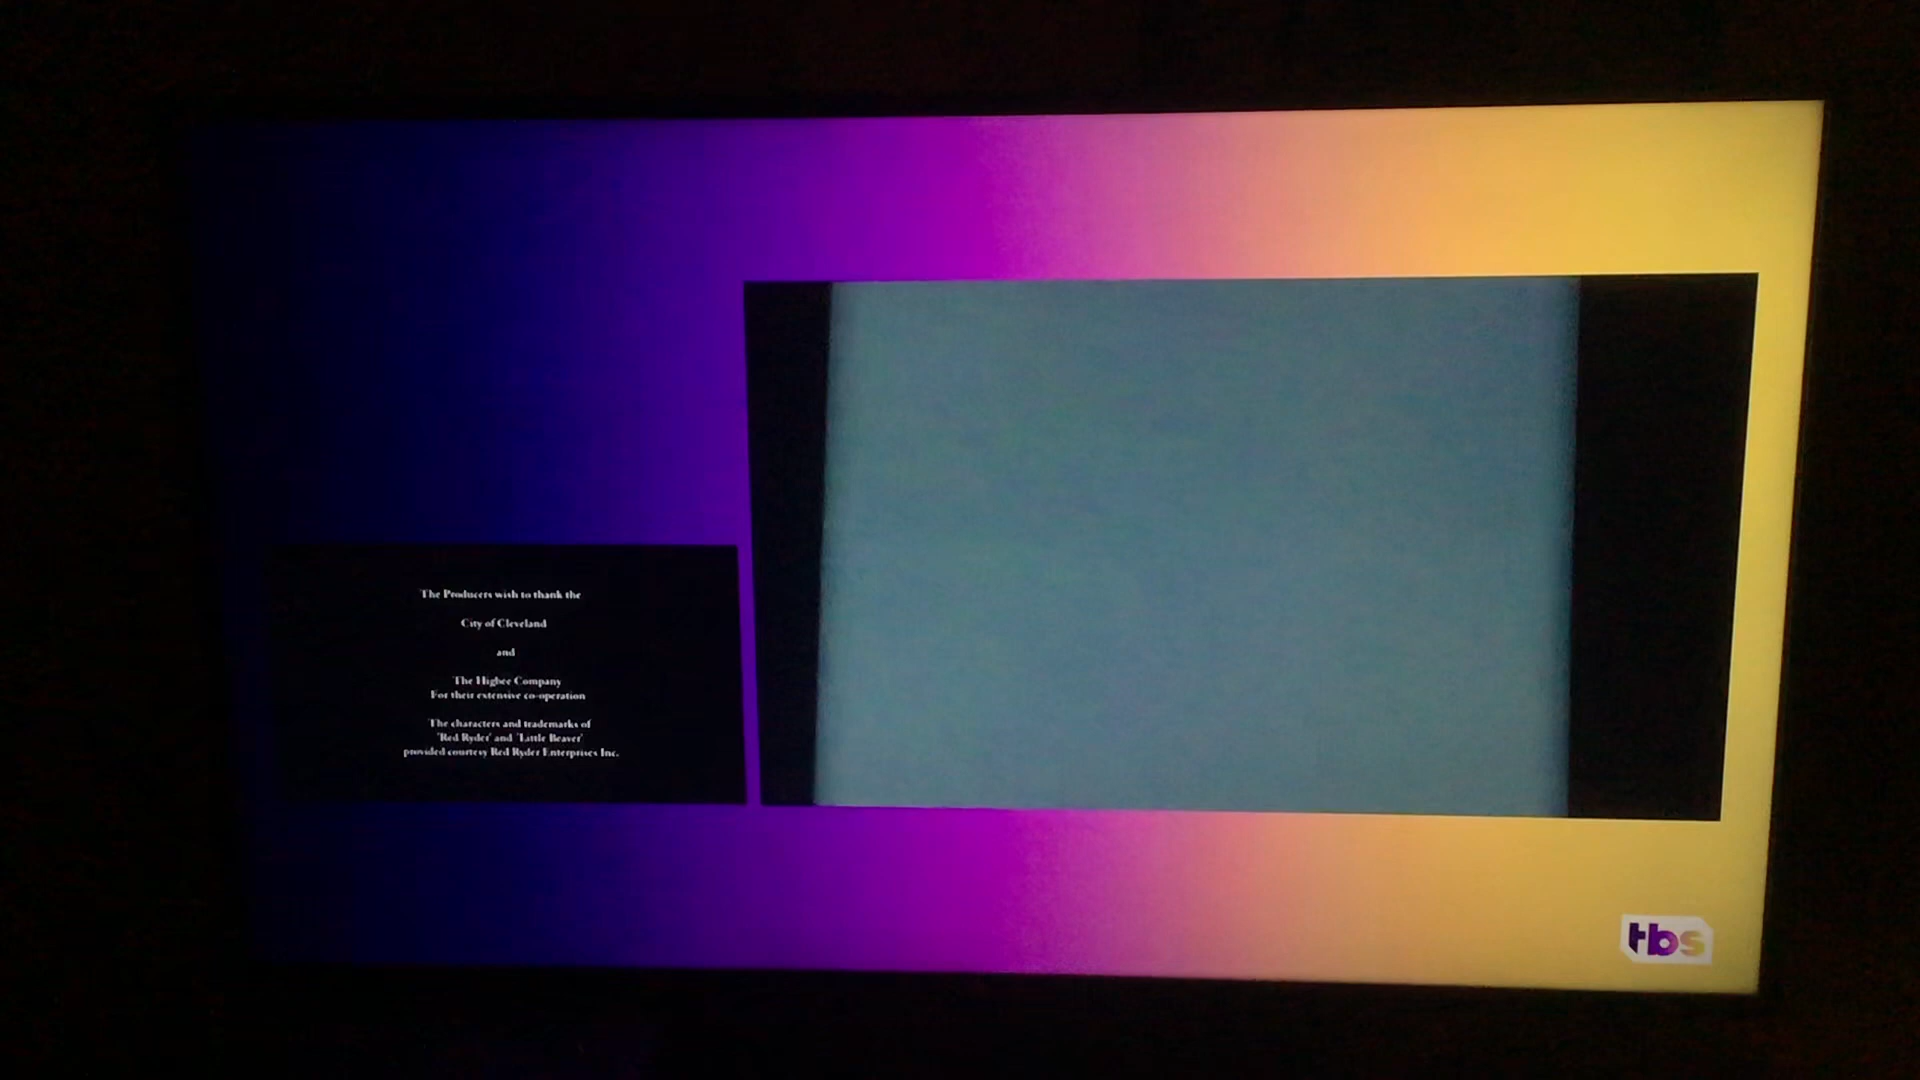 The Producers wish to thank the
City of Cleveland
and
The Higbee Company
For their extensive co-operation
The characters and trademarks of
'Red Ryder' and 'Little Beaver'
provided courtesy Red Ryder Enterprises Inc.
tbs